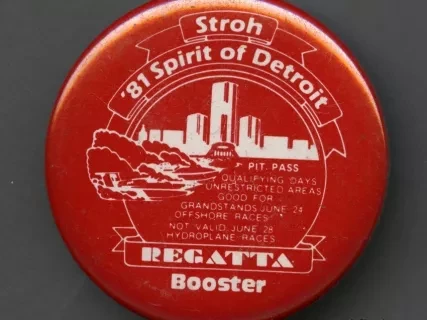 Stroh
'81 Spirit of Detroit
PIT. PASS
QUALIFYING DAYS
UNRESTRICTED AREAS
GOOD FOR
GRANDSTANDS JUNE 24
OFFSHORE RACES
NOT VALID, JUNE 28
HYDROPLANE RACES
REGATTA
Booster